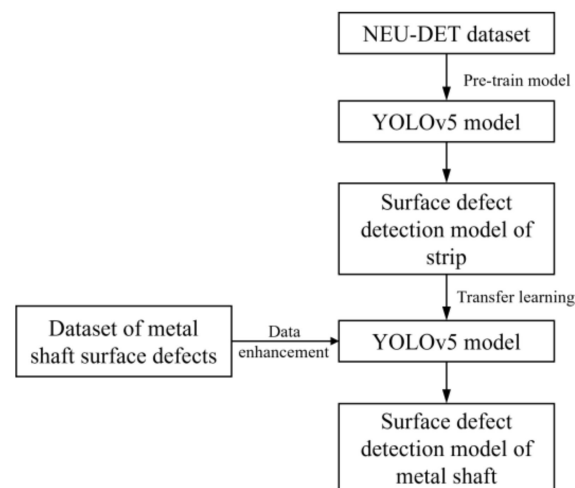 NEU-DET dataset
Pre-train model
YOLOv5 model
Surface defect
detection model of
strip
Transfer learning
Dataset of metal
shaft surface defects
Data
enhancement
YOLOv5 model
Surface defect
detection model of
metal shaft